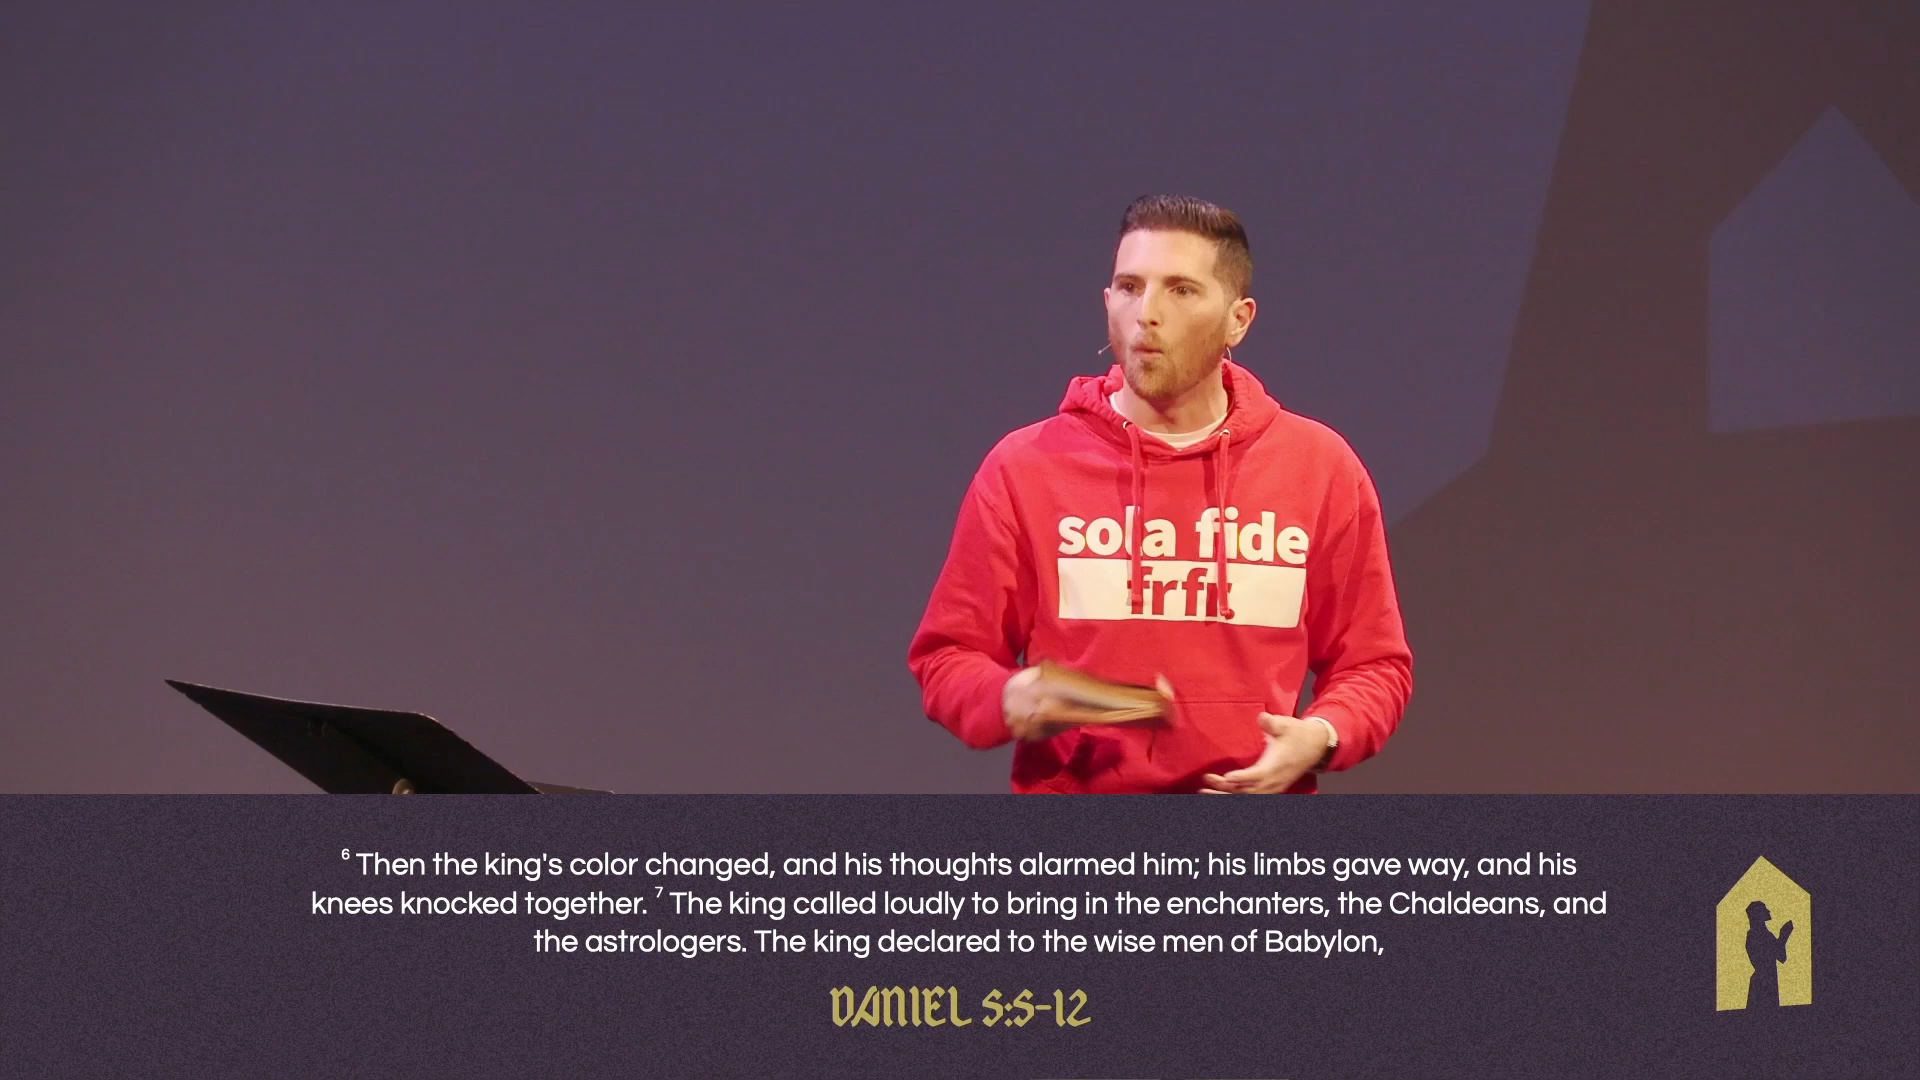 sola fide
frfr.
⁶ Then the king's color changed, and his thoughts alarmed him; his limbs gave way, and his
knees knocked together. ⁷ The king called loudly to bring in the enchanters, the Chaldeans, and
the astrologers. The king declared to the wise men of Babylon,
DANIEL 5:5-12